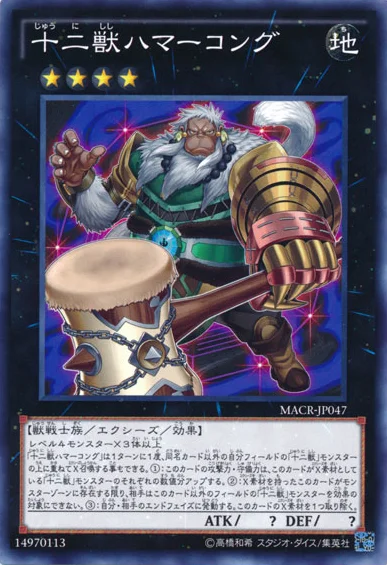 十二獣ハマーコング
地
MACR-JP047
【獣戦士族/エクシーズ/効果】
レベル4モンスター×3体以上
「十二獣ハマーコング」は1ターンに1度、同名カード以外の自分フィールドの「十二獣」モンスター
の上に重ねてX召喚する事もできる。①:このカードの攻撃力・守備力は、このカードがX素材として
いる「十二獣」モンスターのそれぞれの数値分アップする。②:X素材を持ったこのカードがモン
スターゾーンに存在する限り、相手はこのカード以外のフィールドの「十二獣」モンスターを効果の
対象にできない。③:自分・相手のエンドフェイズに発動する。このカードのX素材を1つ取り除く。
ATK/ ? DEF/ ?
14970113
©高橋和希 スタジオ・ダイス/集英社